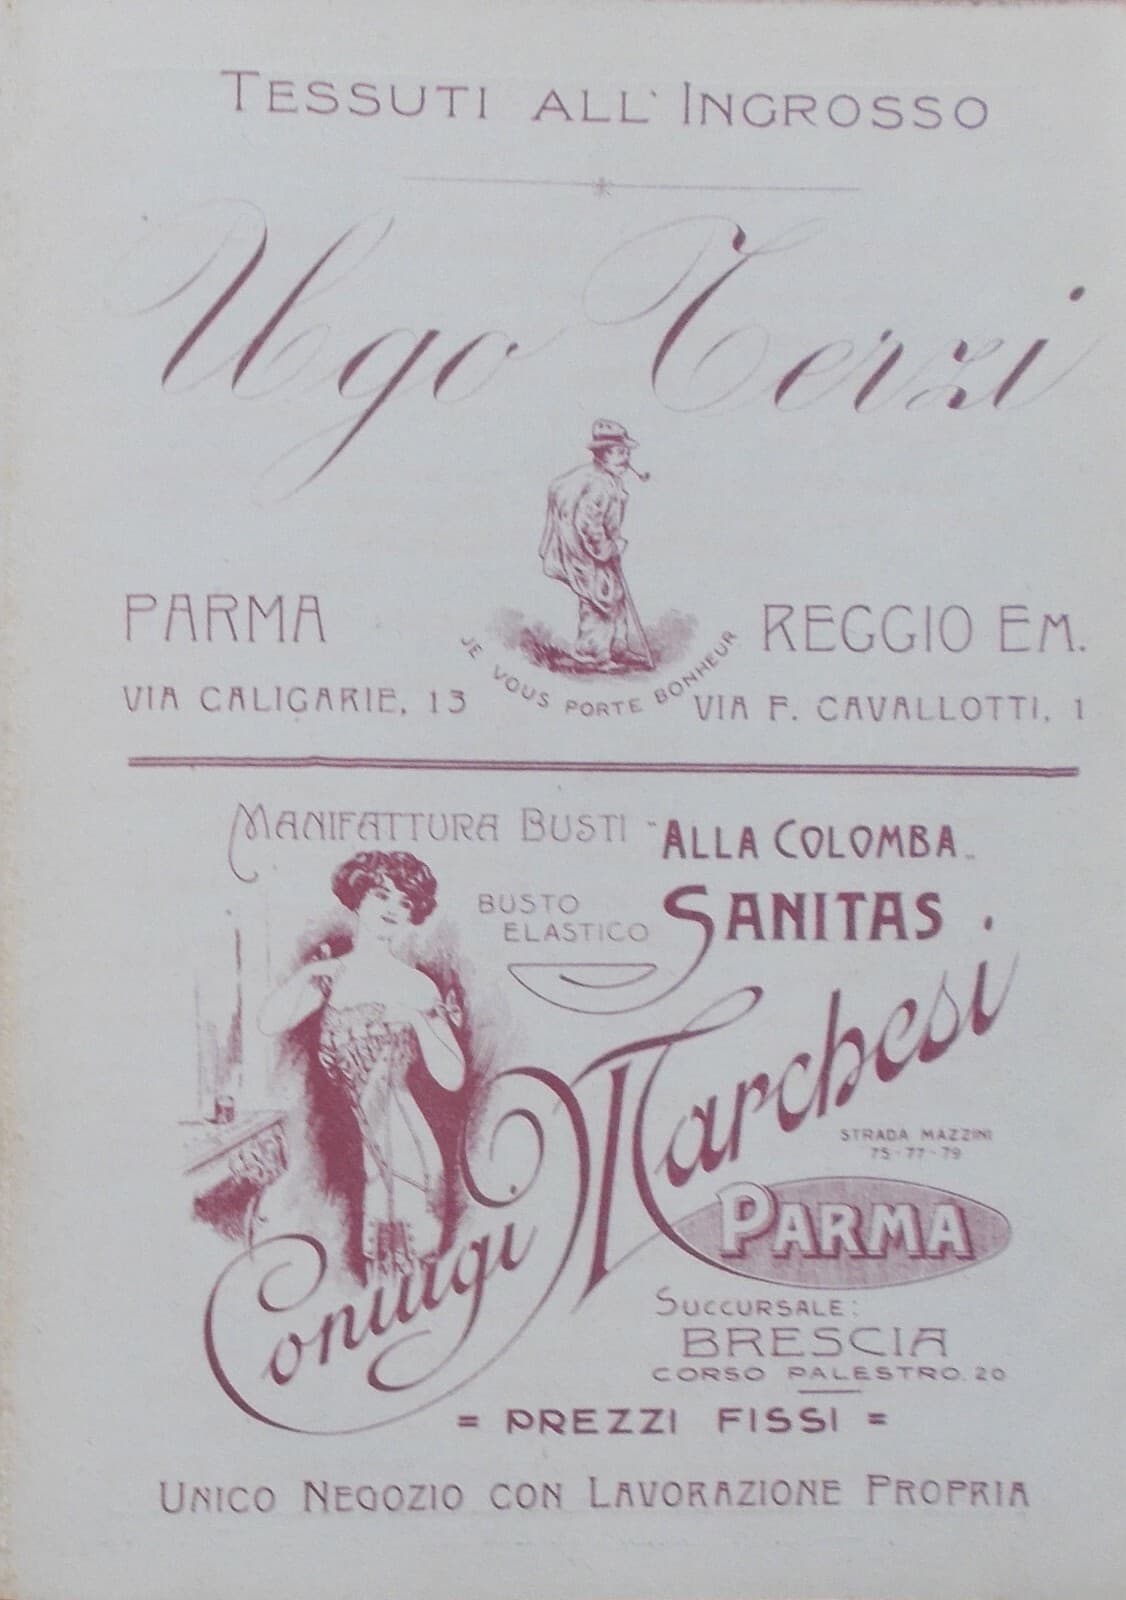 TESSUTI ALL' INGROSSO
Ugo Terzi
JE VOUS PORTE BONHEUR
PARMA
VIA CALIGARIE, 13
REGGIO EM.
VIA F. CAVALLOTTI, 1
MANIFATTURA BUSTI "ALLA COLOMBA"
BUSTO ELASTICO SANITAS
Coniugi Marchesi
STRADA MAZZINI
75-77-79
PARMA
SUCCURSALE:
BRESCIA
CORSO PALESTRO, 20
= PREZZI FISSI =
UNICO NEGOZIO CON LAVORAZIONE PROPRIA